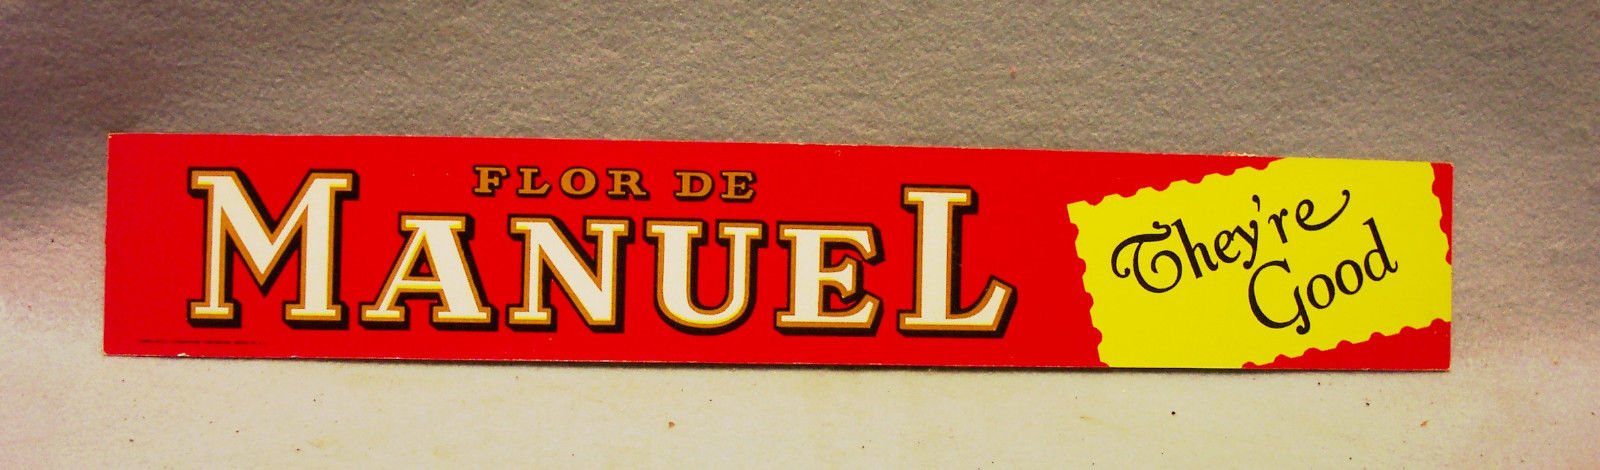 FLOR DE
MANUEL
They're
Good